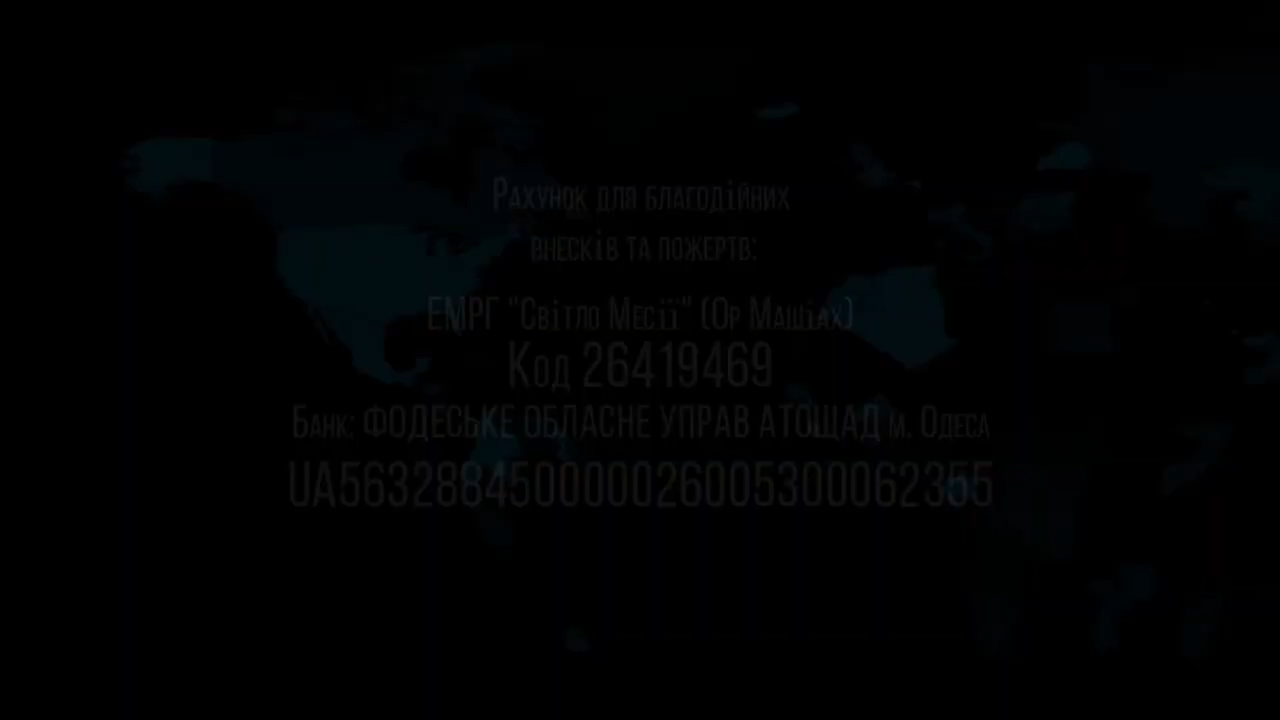 Рахунок для благодійних
внесків та пожертв:
ЕМРГ "Світло Месії" (Ор Машіах)
Код 26419469
Банк: ФОДЕСЬКЕ ОБЛАСНЕ УПРАВ АТОЩАД м. Одеса
UA563288450000026005300062355